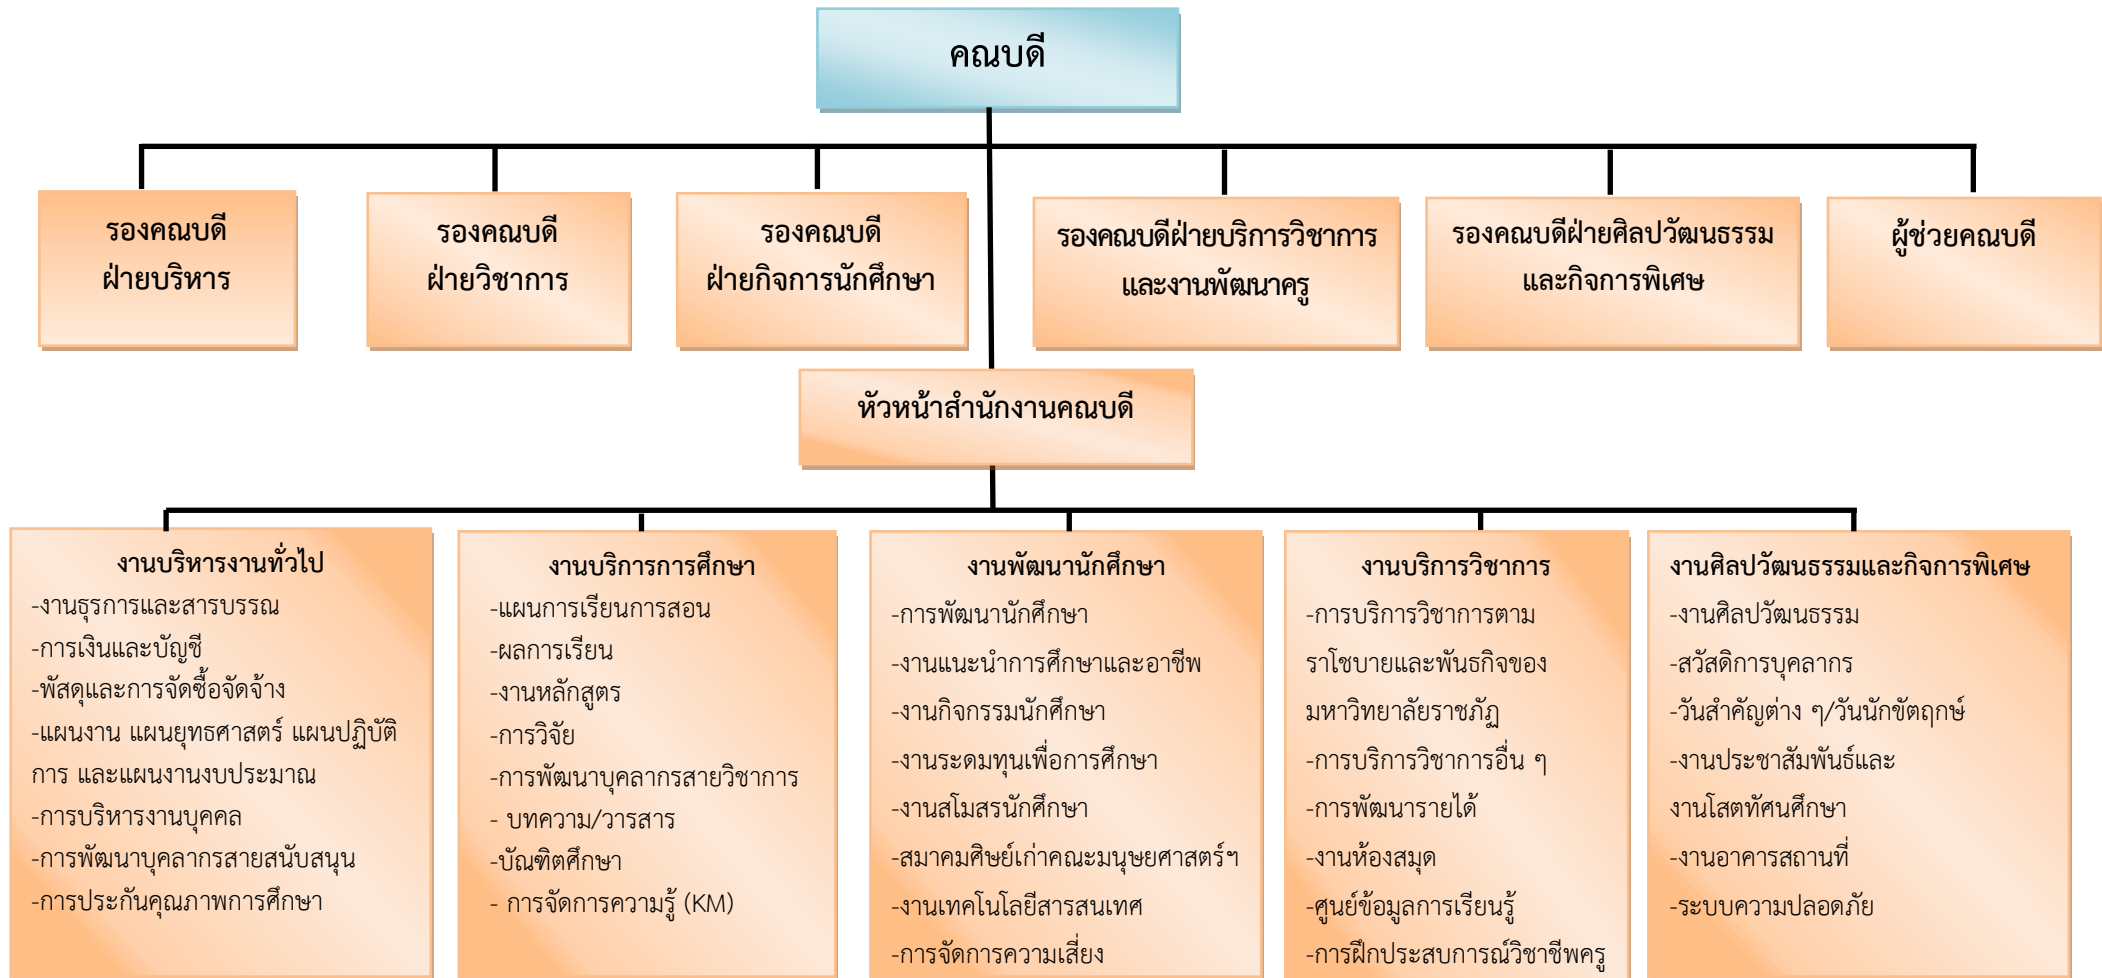 คณบดี
รองคณบดี
ฝ่ายบริหาร
รองคณบดี
ฝ่ายวิชาการ
รองคณบดี
ฝ่ายกิจการนักศึกษา
รองคณบดีฝ่ายบริการวิชาการ
และงานพัฒนาครู
รองคณบดีฝ่ายศิลปวัฒนธรรม
และกิจการพิเศษ
ผู้ช่วยคณบดี
หัวหน้าสำนักงานคณบดี
งานบริหารงานทั่วไป
-งานธุรการและสารบรรณ
-การเงินและบัญชี
-พัสดุและการจัดซื้อจัดจ้าง
-แผนงาน แผนยุทธศาสตร์ แผนปฏิบัติ
การ และแผนงานงบประมาณ
-การบริหารงานบุคคล
-การพัฒนาบุคลากรสายสนับสนุน
-การประกันคุณภาพการศึกษา
งานบริการการศึกษา
-แผนการเรียนการสอน
-ผลการเรียน
-งานหลักสูตร
-การวิจัย
-การพัฒนาบุคลากรสายวิชาการ
- บทความ/วารสาร
-บัณฑิตศึกษา
- การจัดการความรู้ (KM)
งานพัฒนานักศึกษา
-การพัฒนานักศึกษา
-งานแนะนำการศึกษาและอาชีพ
-งานกิจกรรมนักศึกษา
-งานระดมทุนเพื่อการศึกษา
-งานสโมสรนักศึกษา
-สมาคมศิษย์เก่าคณะมนุษยศาสตร์ฯ
-งานเทคโนโลยีสารสนเทศ
-การจัดการความเสี่ยง
งานบริการวิชาการ
-การบริการวิชาการตาม
ราโชบายและพันธกิจของ
มหาวิทยาลัยราชภัฏ
-การบริการวิชาการอื่น ๆ
-การพัฒนารายได้
-งานห้องสมุด
-ศูนย์ข้อมูลการเรียนรู้
-การฝึกประสบการณ์วิชาชีพครู
งานศิลปวัฒนธรรมและกิจการพิเศษ
-งานศิลปวัฒนธรรม
-สวัสดิการบุคลากร
-วันสำคัญต่าง ๆ/วันนักขัตฤกษ์
-งานประชาสัมพันธ์และ
งานโสตทัศนศึกษา
-งานอาคารสถานที่
-ระบบความปลอดภัย